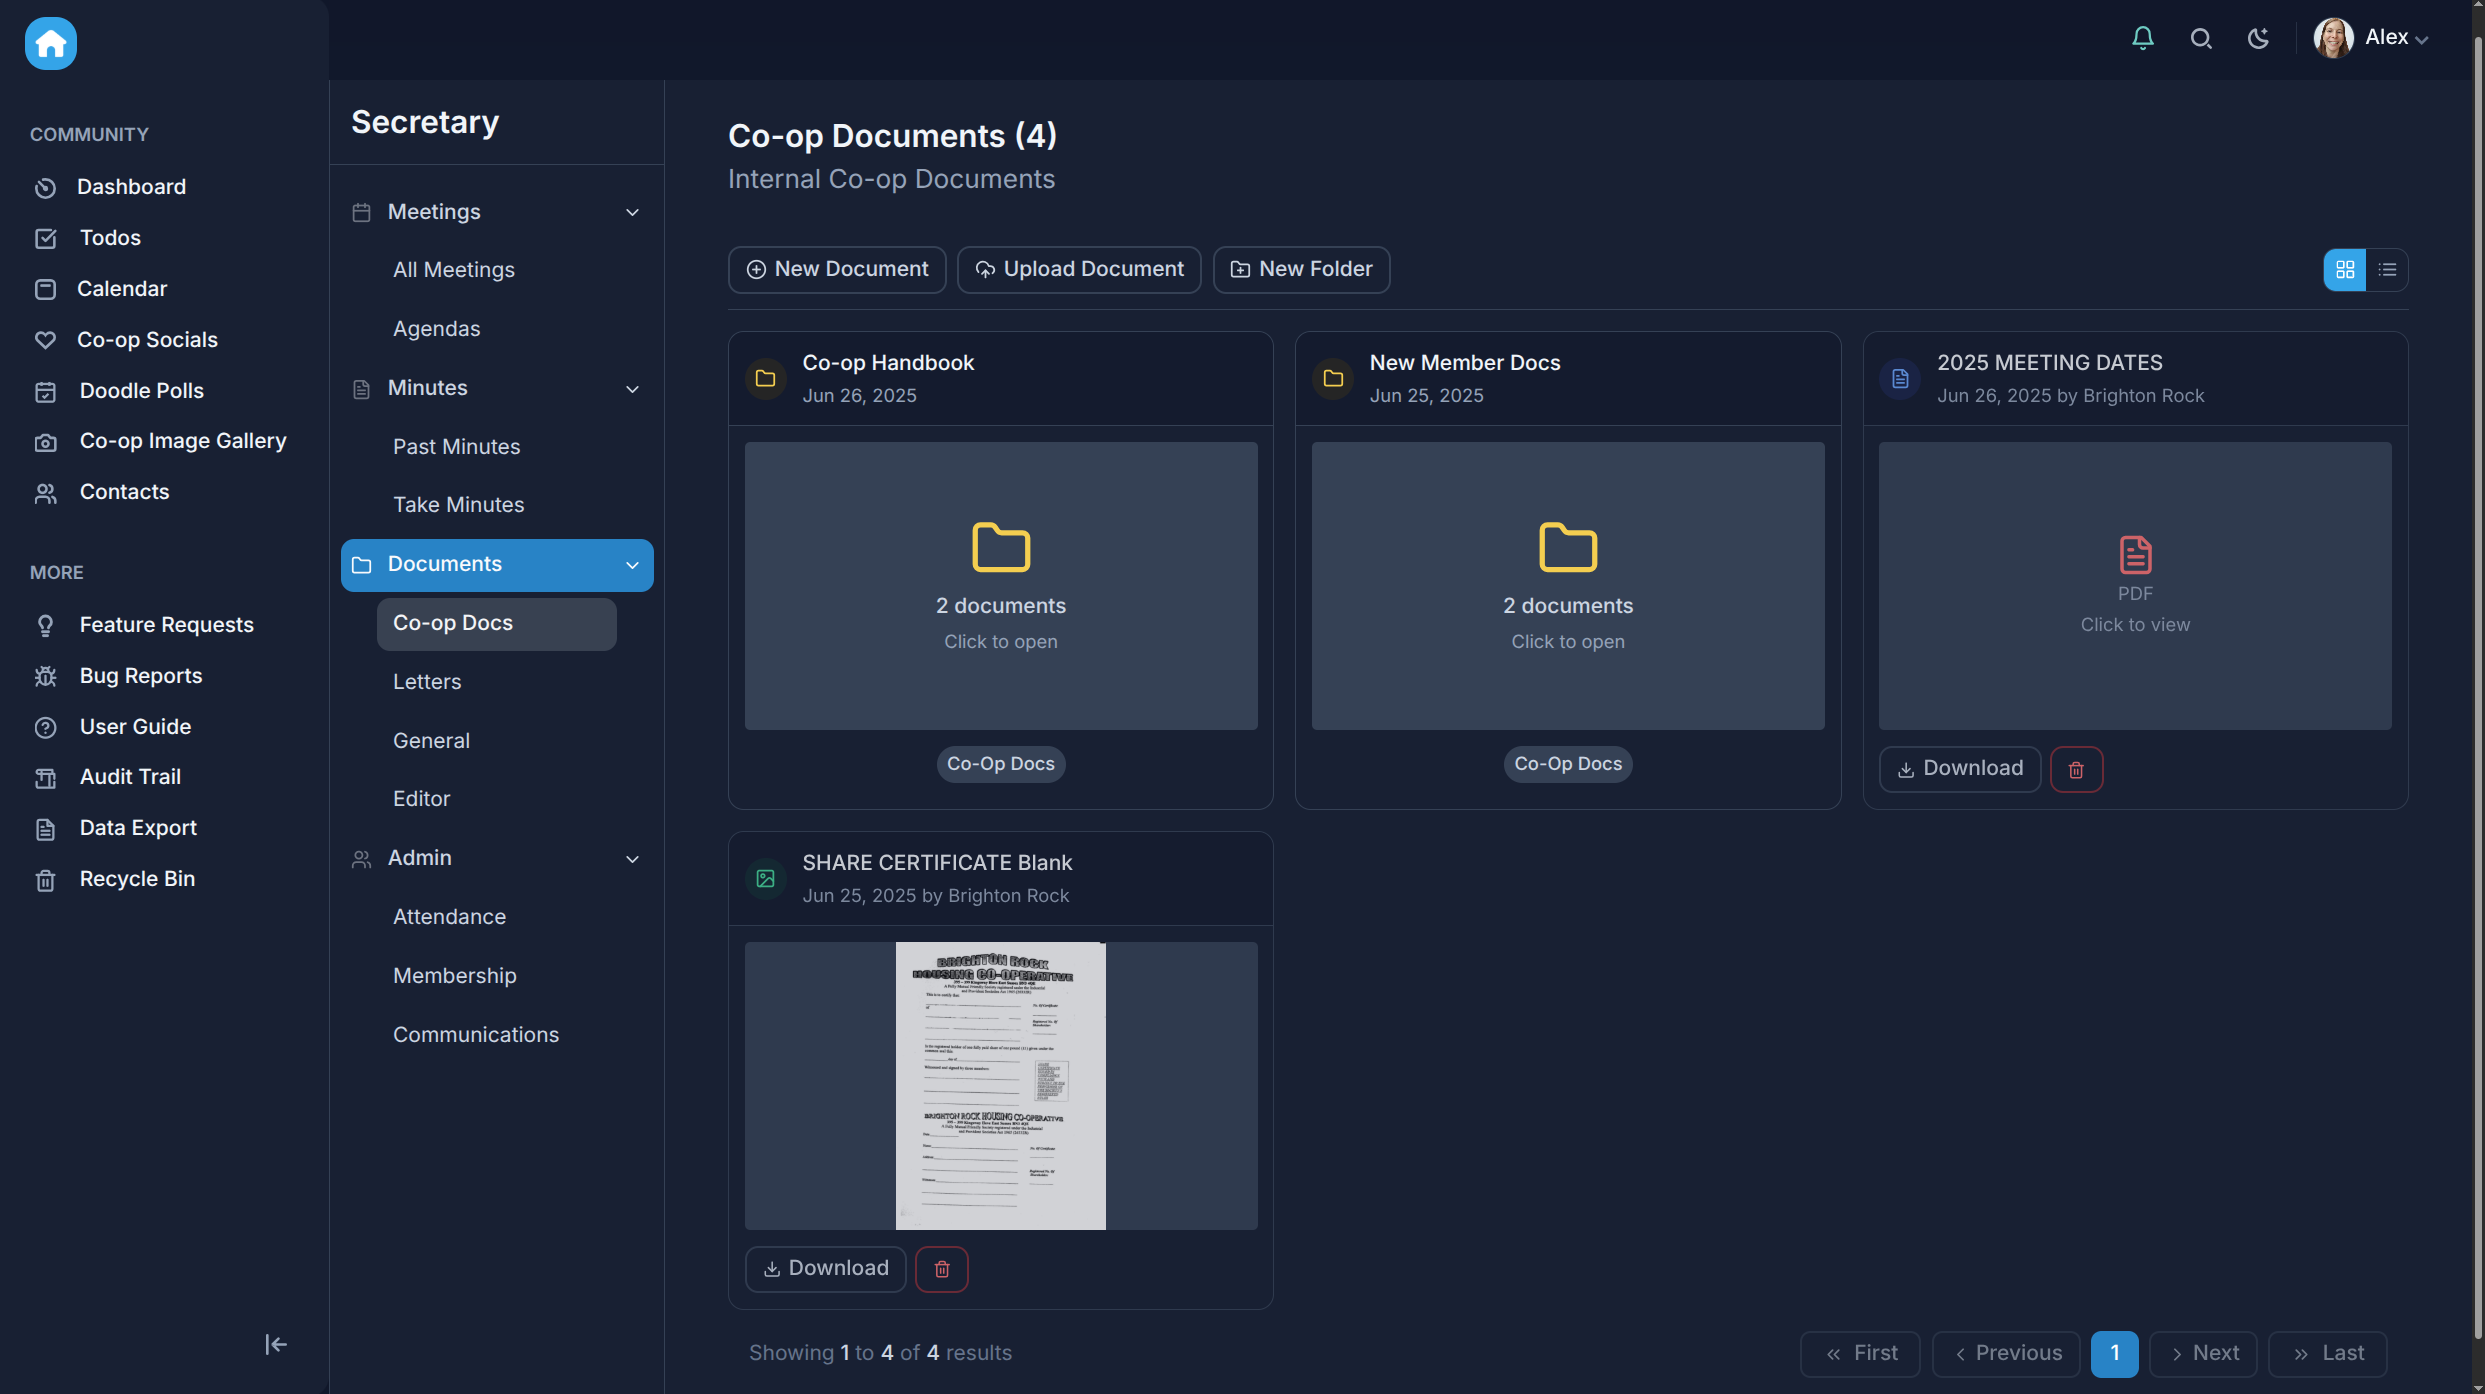 Alex
COMMUNITY
Dashboard
Todos
Calendar
Co-op Socials
Doodle Polls
Co-op Image Gallery
Contacts
MORE
Feature Requests
Bug Reports
User Guide
Audit Trail
Data Export
Recycle Bin
Secretary
Meetings
All Meetings
Agendas
Minutes
Past Minutes
Take Minutes
Documents
Co-op Docs
Letters
General
Editor
Admin
Attendance
Membership
Communications
Co-op Documents (4)
Internal Co-op Documents
New Document
Upload Document
New Folder
Co-op Handbook
Jun 26, 2025
2 documents
Click to open
Co-Op Docs
New Member Docs
Jun 25, 2025
2 documents
Click to open
Co-Op Docs
2025 MEETING DATES
Jun 26, 2025 by Brighton Rock
PDF
Click to view
Download
SHARE CERTIFICATE Blank
Jun 25, 2025 by Brighton Rock
BRIGHTON ROCK
HOUSING CO-OPERATIVE
This is to certify that
BRIGHTON ROCK HOUSING CO-OPERATIVE
Download
Showing 1 to 4 of 4 results
« First
‹ Previous
1
› Next
» Last